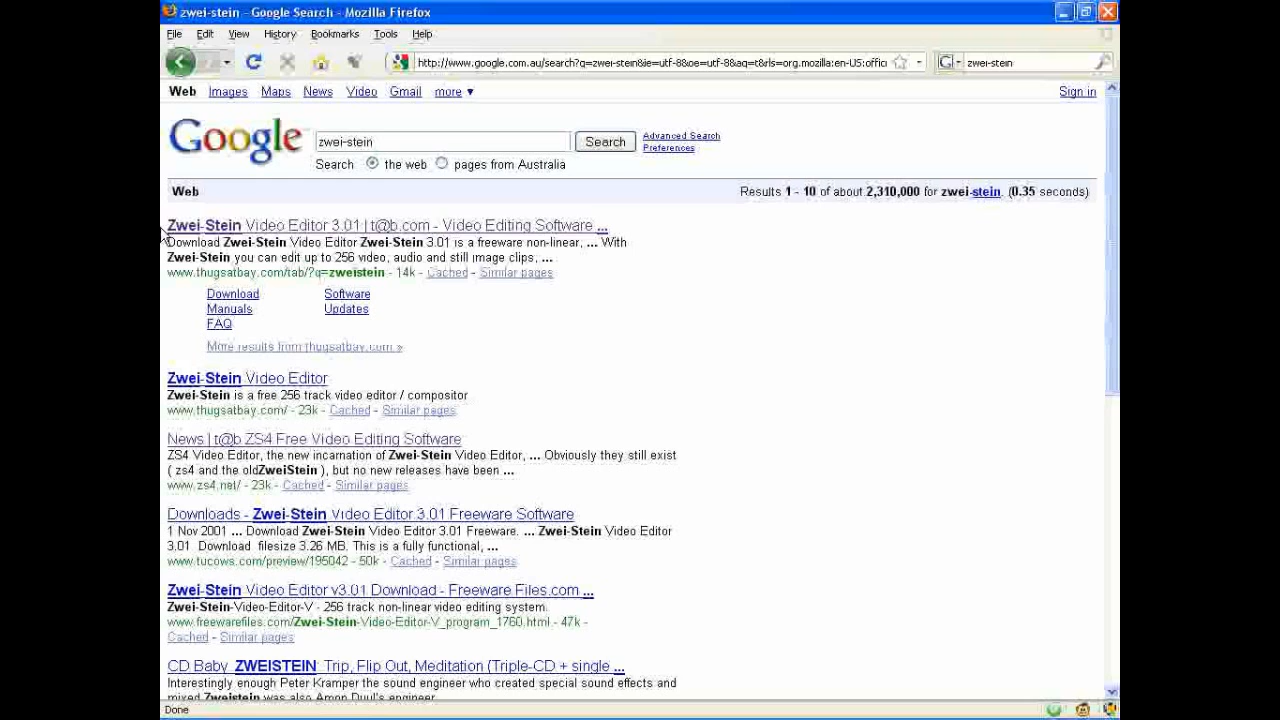 zwei-stein - Google Search - Mozilla Firefox
File Edit View History Bookmarks Tools Help
http://www.google.com.au/search?q=zwei-stein&ie=utf-8&oe=utf-8&aq=t&rls=org.mozilla:en-US:offici
zwei-stein
Web Images Maps News Video Gmail more ▼
Sign in
Google
zwei-stein
Search
Advanced Search
Preferences
Search the web pages from Australia
Web
Results 1 - 10 of about 2,310,000 for zwei-stein. (0.35 seconds)
Zwei-Stein Video Editor 3.01 | t@b.com - Video Editing Software ...
Download Zwei-Stein Video Editor Zwei-Stein 3.01 is a freeware non-linear, ... With
Zwei-Stein you can edit up to 256 video, audio and still image clips, ...
www.thugsatbay.com/tab/?q=zweistein - 14k - Cached - Similar pages
Download Software
Manuals Updates
FAQ
More results from thugsatbay.com »
Zwei-Stein Video Editor
Zwei-Stein is a free 256 track video editor / compositor
www.thugsatbay.com/ - 23k - Cached - Similar pages
News | t@b ZS4 Free Video Editing Software
ZS4 Video Editor, the new incarnation of Zwei-Stein Video Editor, ... Obviously they still exist
( zs4 and the oldZweiStein ), but no new releases have been ...
www.zs4.net/ - 23k - Cached - Similar pages
Downloads - Zwei-Stein Video Editor 3.01 Freeware Software
1 Nov 2001 ... Download Zwei-Stein Video Editor 3.01 Freeware. ... Zwei-Stein Video Editor
3.01 Download filesize 3.26 MB. This is a fully functional, ...
www.tucows.com/preview/195042 - 50k - Cached - Similar pages
Zwei-Stein Video Editor v3.01 Download - Freeware Files.com ...
Zwei-Stein-Video-Editor-V - 256 track non-linear video editing system.
www.freewarefiles.com/Zwei-Stein-Video-Editor-V_program_1760.html - 47k -
Cached - Similar pages
CD Baby ZWEISTEIN: Trip, Flip Out, Meditation (Triple-CD + single ...
Interestingly enough Peter Kramper the sound engineer who created special sound effects and
mixed Zweistein was also Amon Duul's engineer
Done